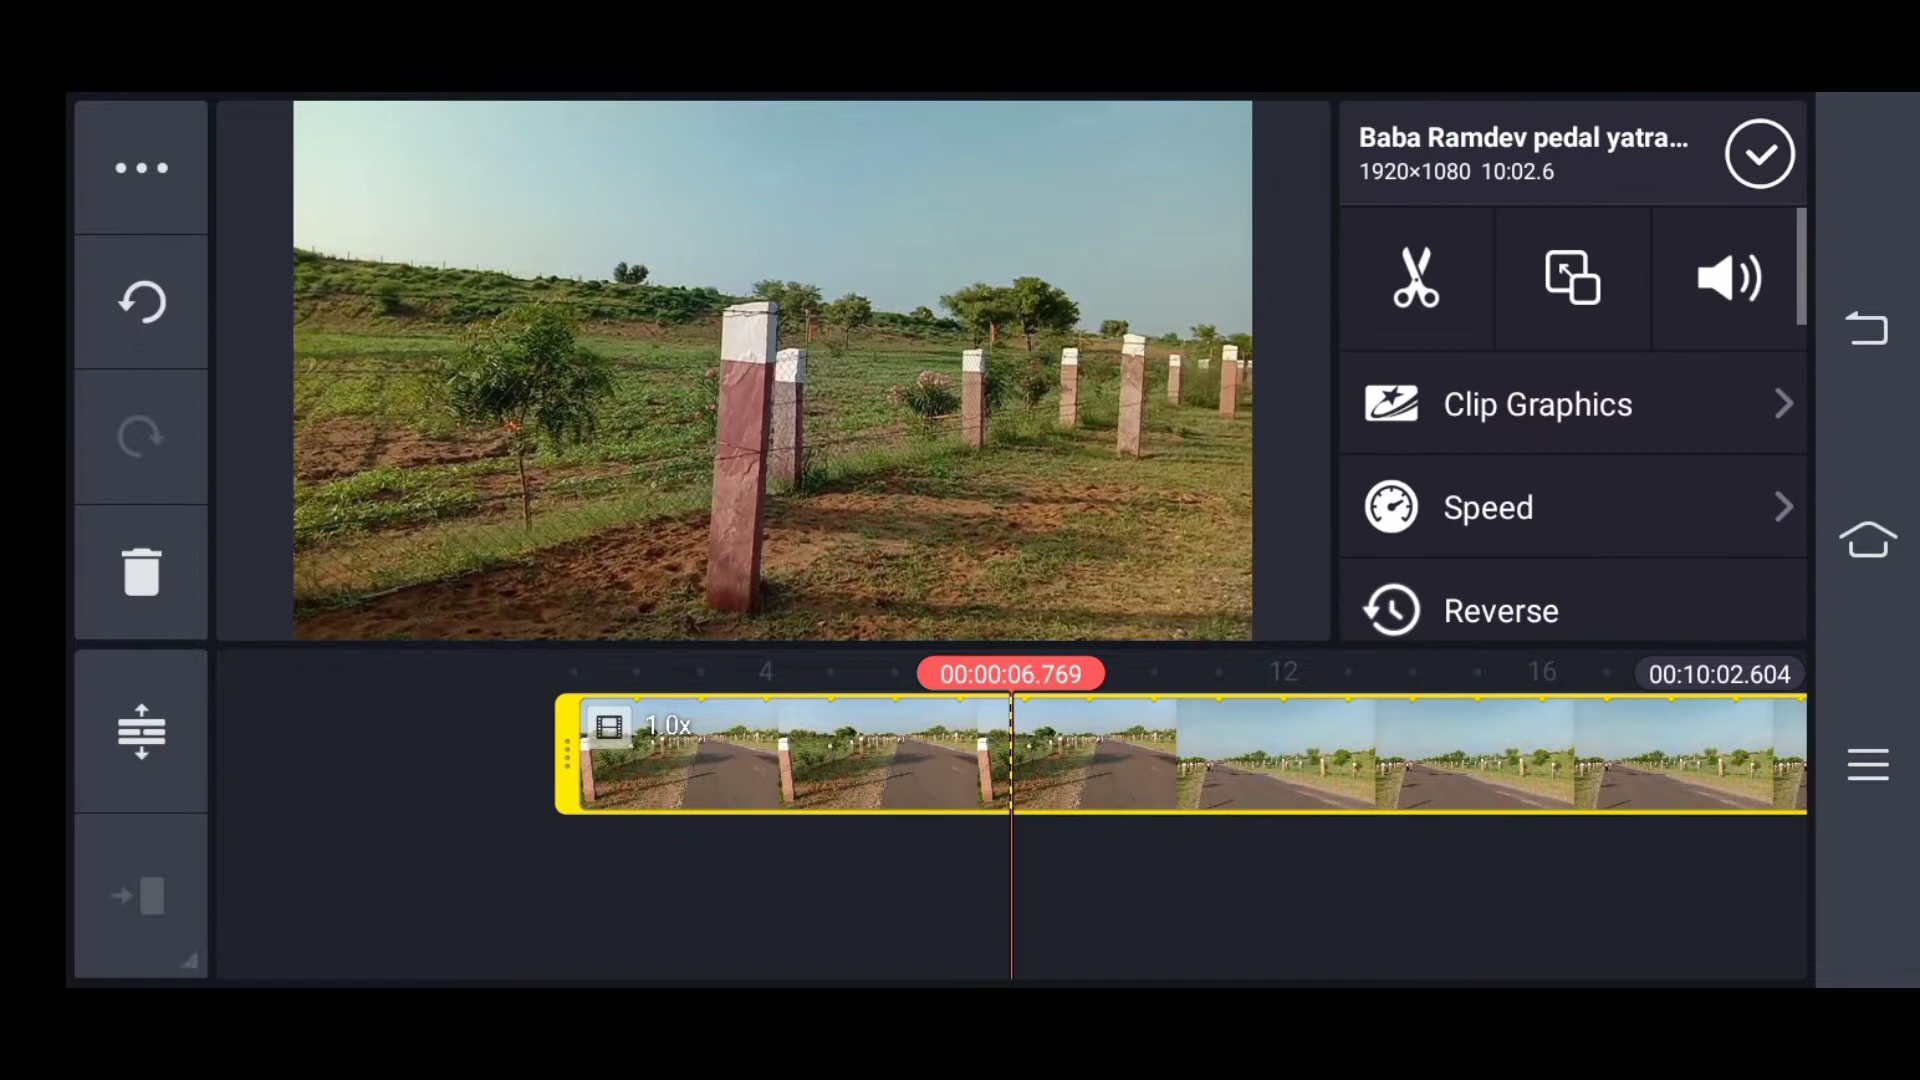 Baba Ramdev pedal yatra...
1920×1080 10:02.6
Clip Graphics
Speed
Reverse
4
00:00:06.769
12
16
00:10:02.604
1.0x